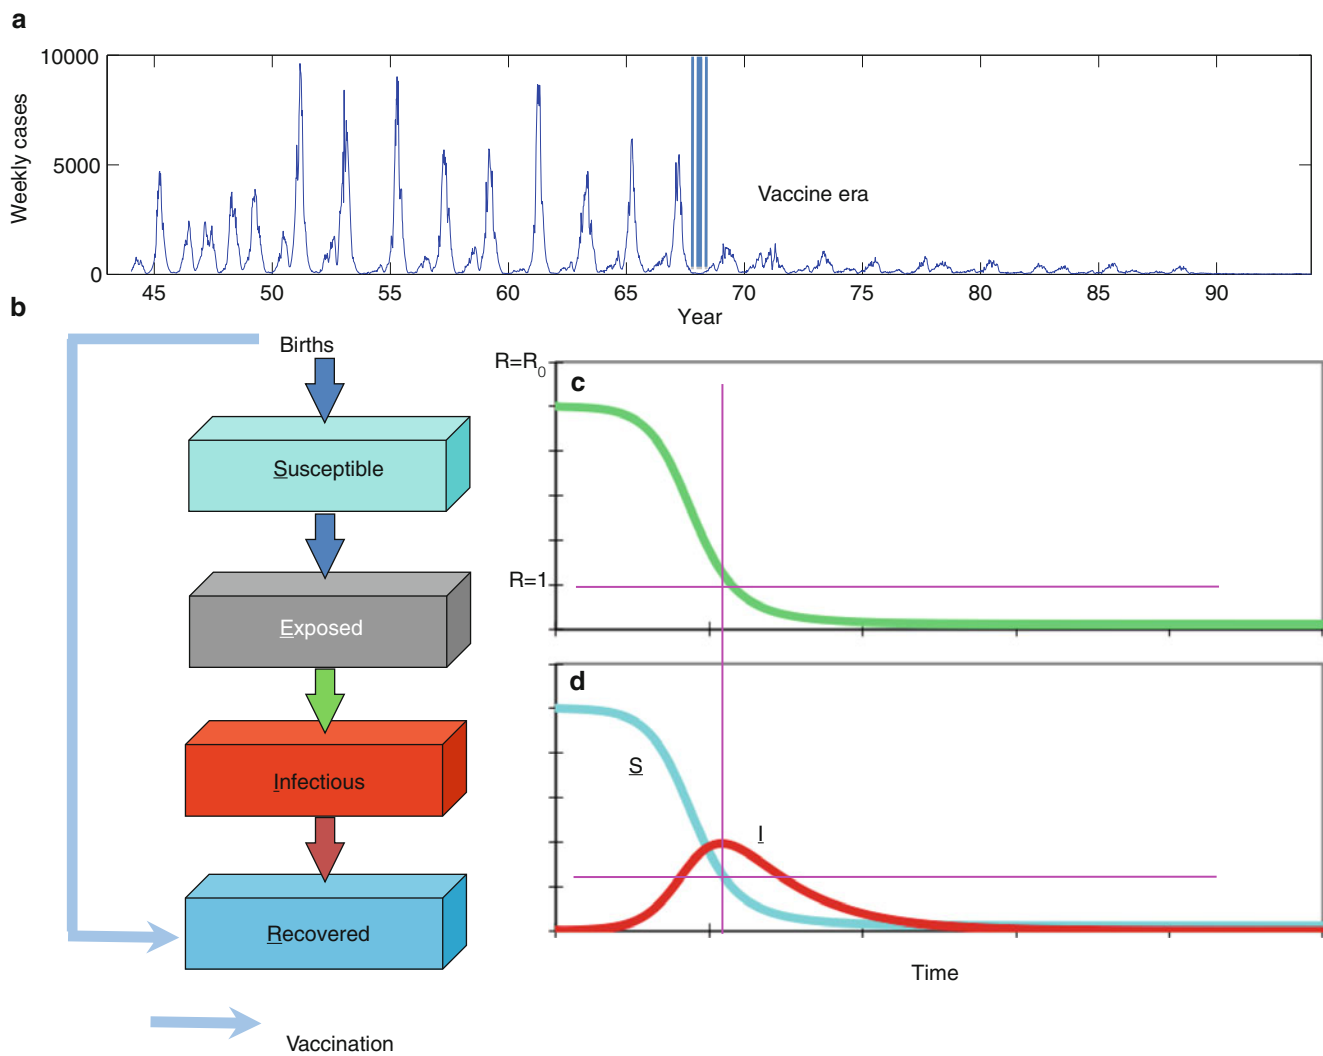 a
10000
5000
0
Weekly cases
Vaccine era
45 50 55 60 65 70 75 80 85 90
Year
b
Births
Susceptible
Exposed
Infectious
Recovered
Vaccination
R=R0
c
R=1
d
S
I
Time